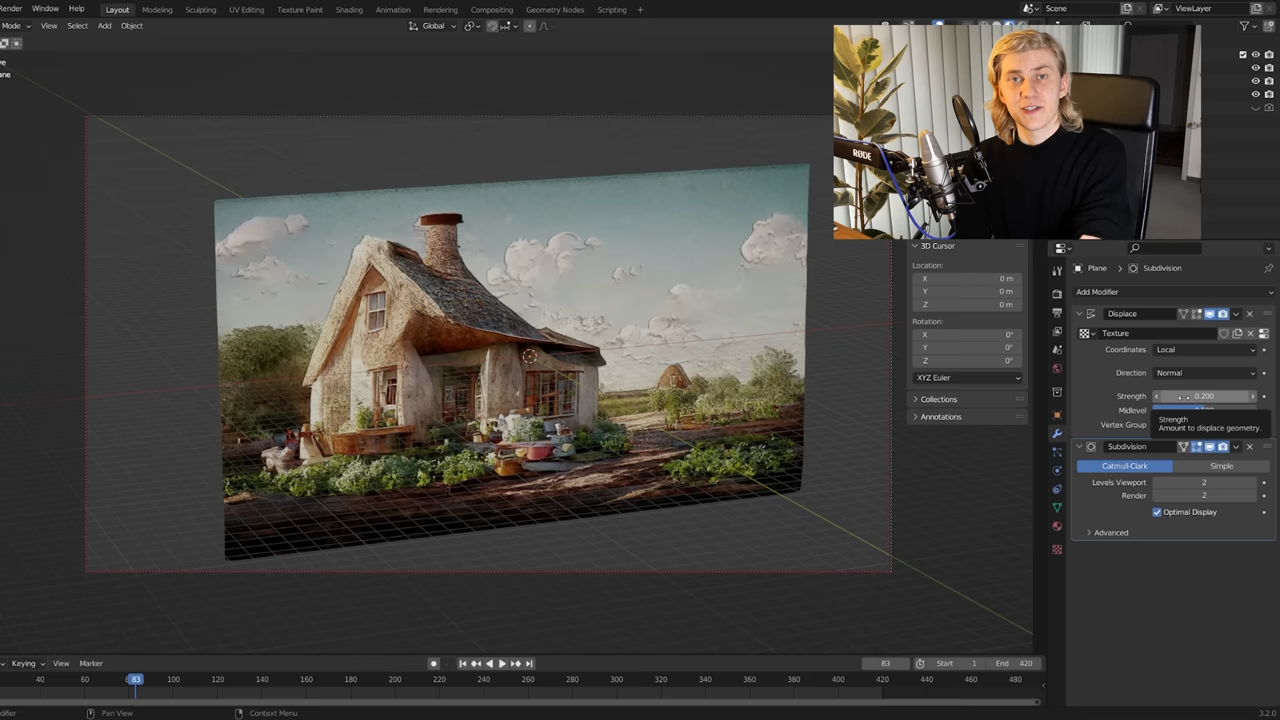 Render Window Help Layout Modeling Sculpting UV Editing Texture Paint Shading Animation Rendering Compositing Geometry Nodes Scripting + Scene ViewLayer
Mode View Select Add Object Global
RØDE
3D Cursor
Location:
X 0 m
Y 0 m
Z 0 m
Rotation:
X 0°
Y 0°
Z 0°
XYZ Euler
Collections
Annotations
Plane Subdivision
Add Modifier
Displace
Texture
Coordinates Local
Direction Normal
Strength 0.200
Midlevel
Vertex Group
Strength
Amount to displace geometry.
Subdivision
Catmull-Clark Simple
Levels Viewport 2
Render 2
Optimal Display
Advanced
Keying View Marker 83 Start 1 End 420
40 60 83 100 120 140 160 180 200 220 240 260 280 300 320 340 360 380 400 420 440 460 480
Pan View Context Menu 3.2.0